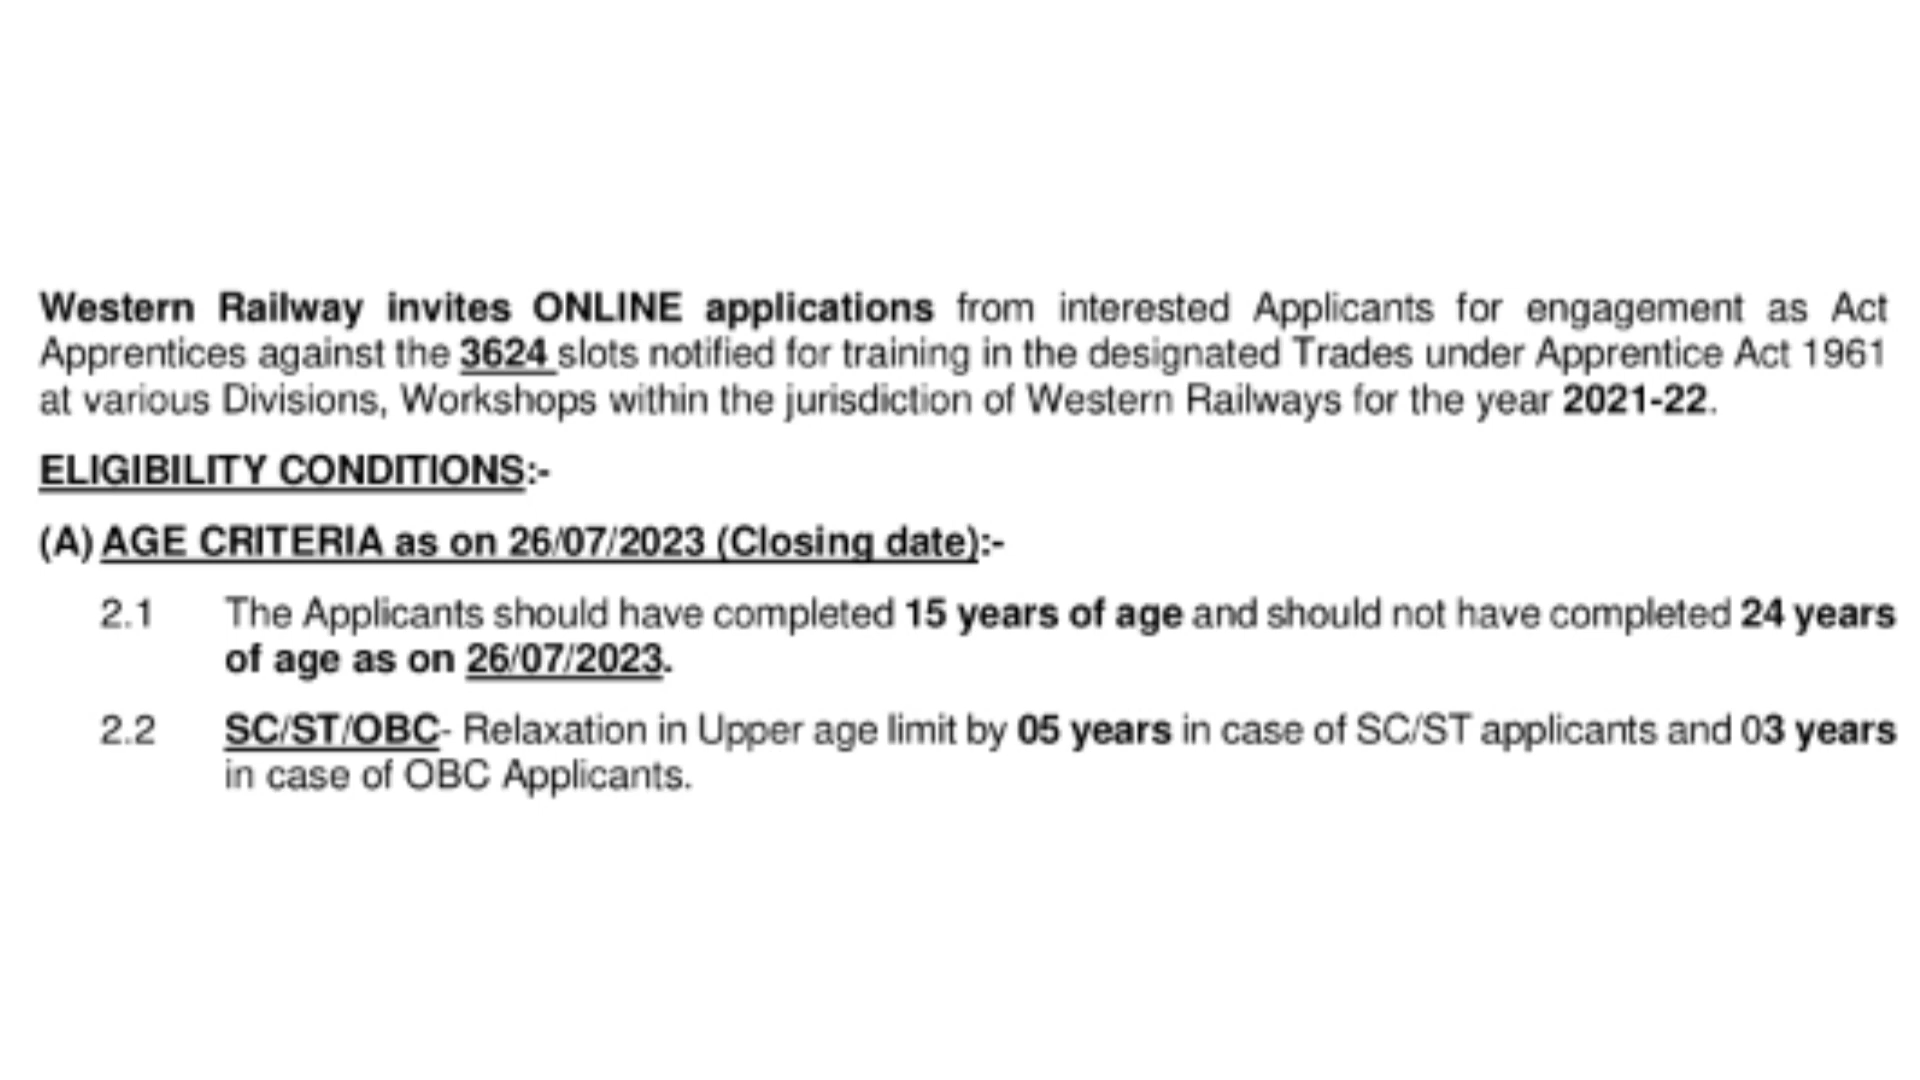 Western Railway invites ONLINE applications from interested Applicants for engagement as Act
Apprentices against the 3624 slots notified for training in the designated Trades under Apprentice Act 1961
at various Divisions, Workshops within the jurisdiction of Western Railways for the year 2021-22.
ELIGIBILITY CONDITIONS:-
(A) AGE CRITERIA as on 26/07/2023 (Closing date):-
2.1 The Applicants should have completed 15 years of age and should not have completed 24 years
of age as on 26/07/2023.
2.2 SC/ST/OBC- Relaxation in Upper age limit by 05 years in case of SC/ST applicants and 03 years
in case of OBC Applicants.